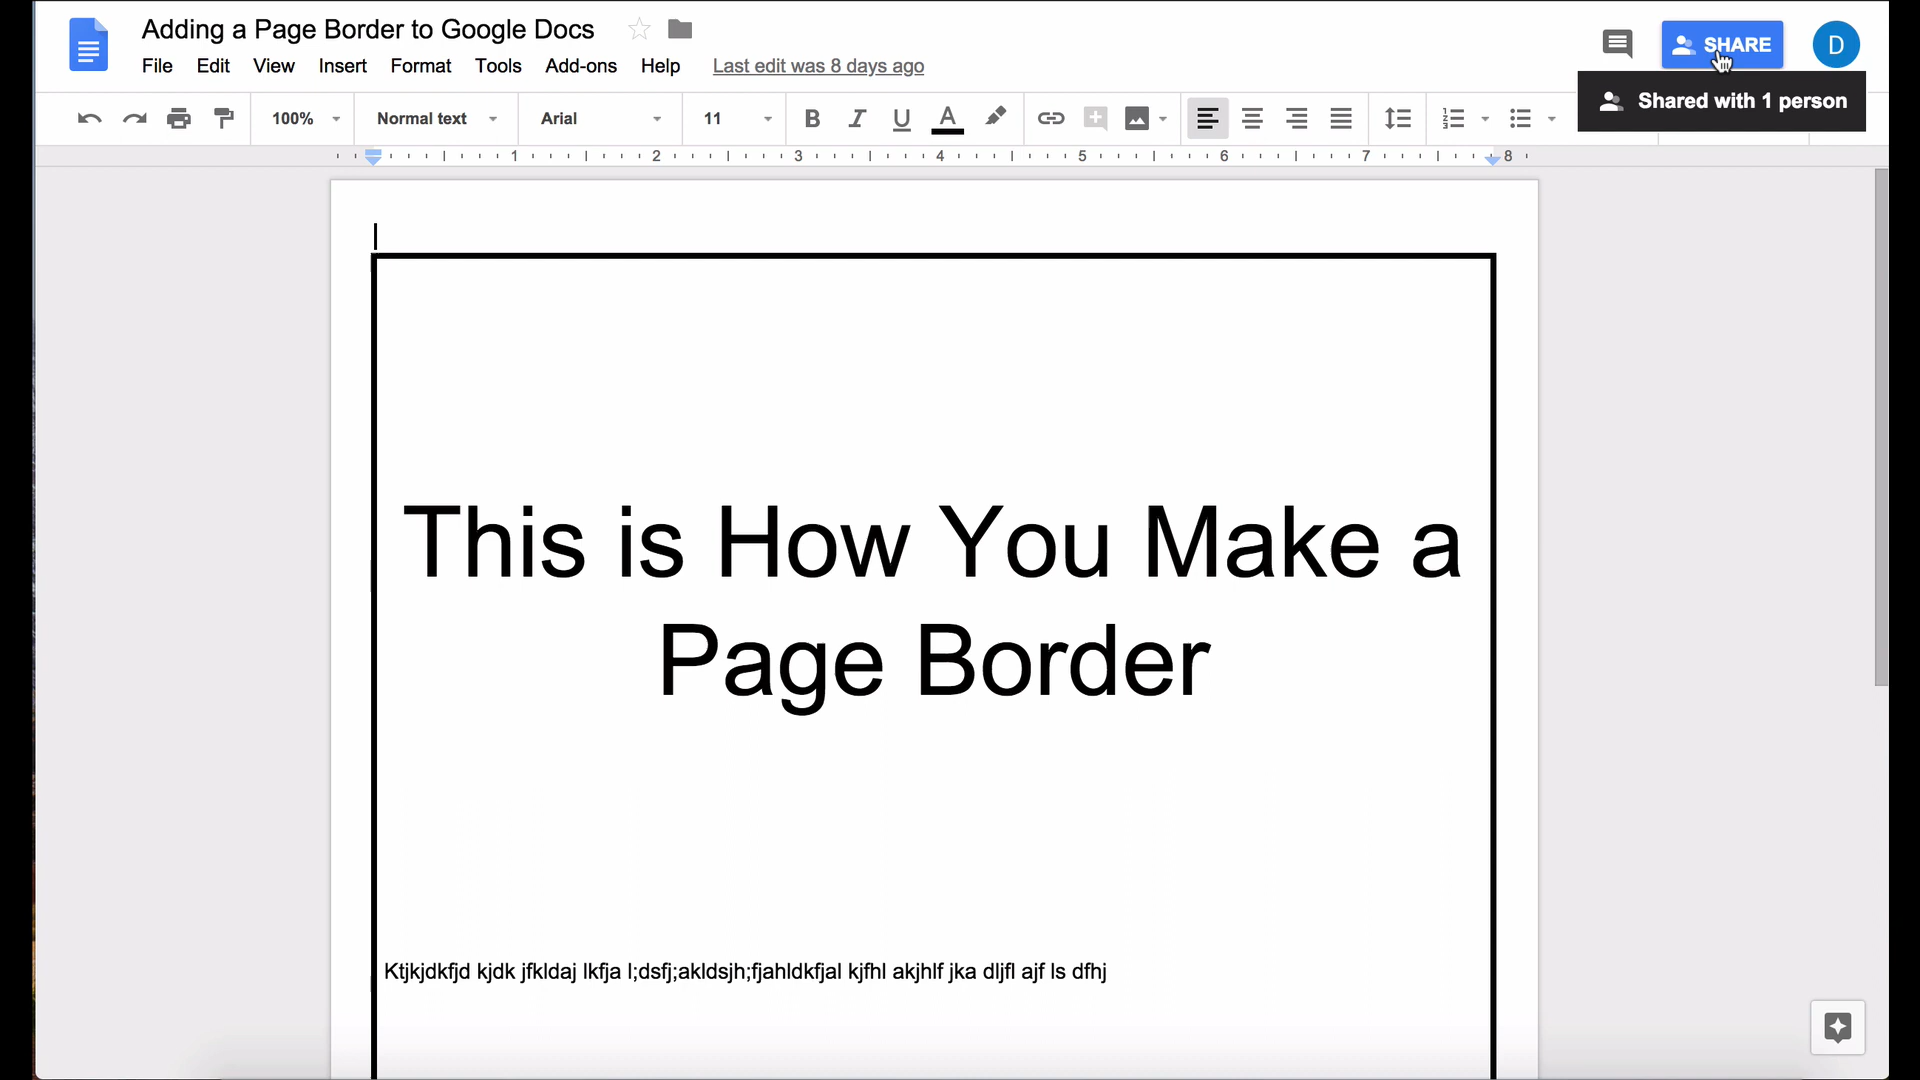 Adding a Page Border to Google Docs
File Edit View Insert Format Tools Add-ons Help Last edit was 8 days ago
SHARE
D
Shared with 1 person
100% Normal text Arial 11 B I U A
1 2 3 4 5 6 7 8
This is How You Make a
Page Border
Ktjkjdkfjd kjdk jfkldaj lkfja l;dsfj;akldsjh;fjahldkfjal kjfhl akjhlf jka dljfl ajf ls dfhj